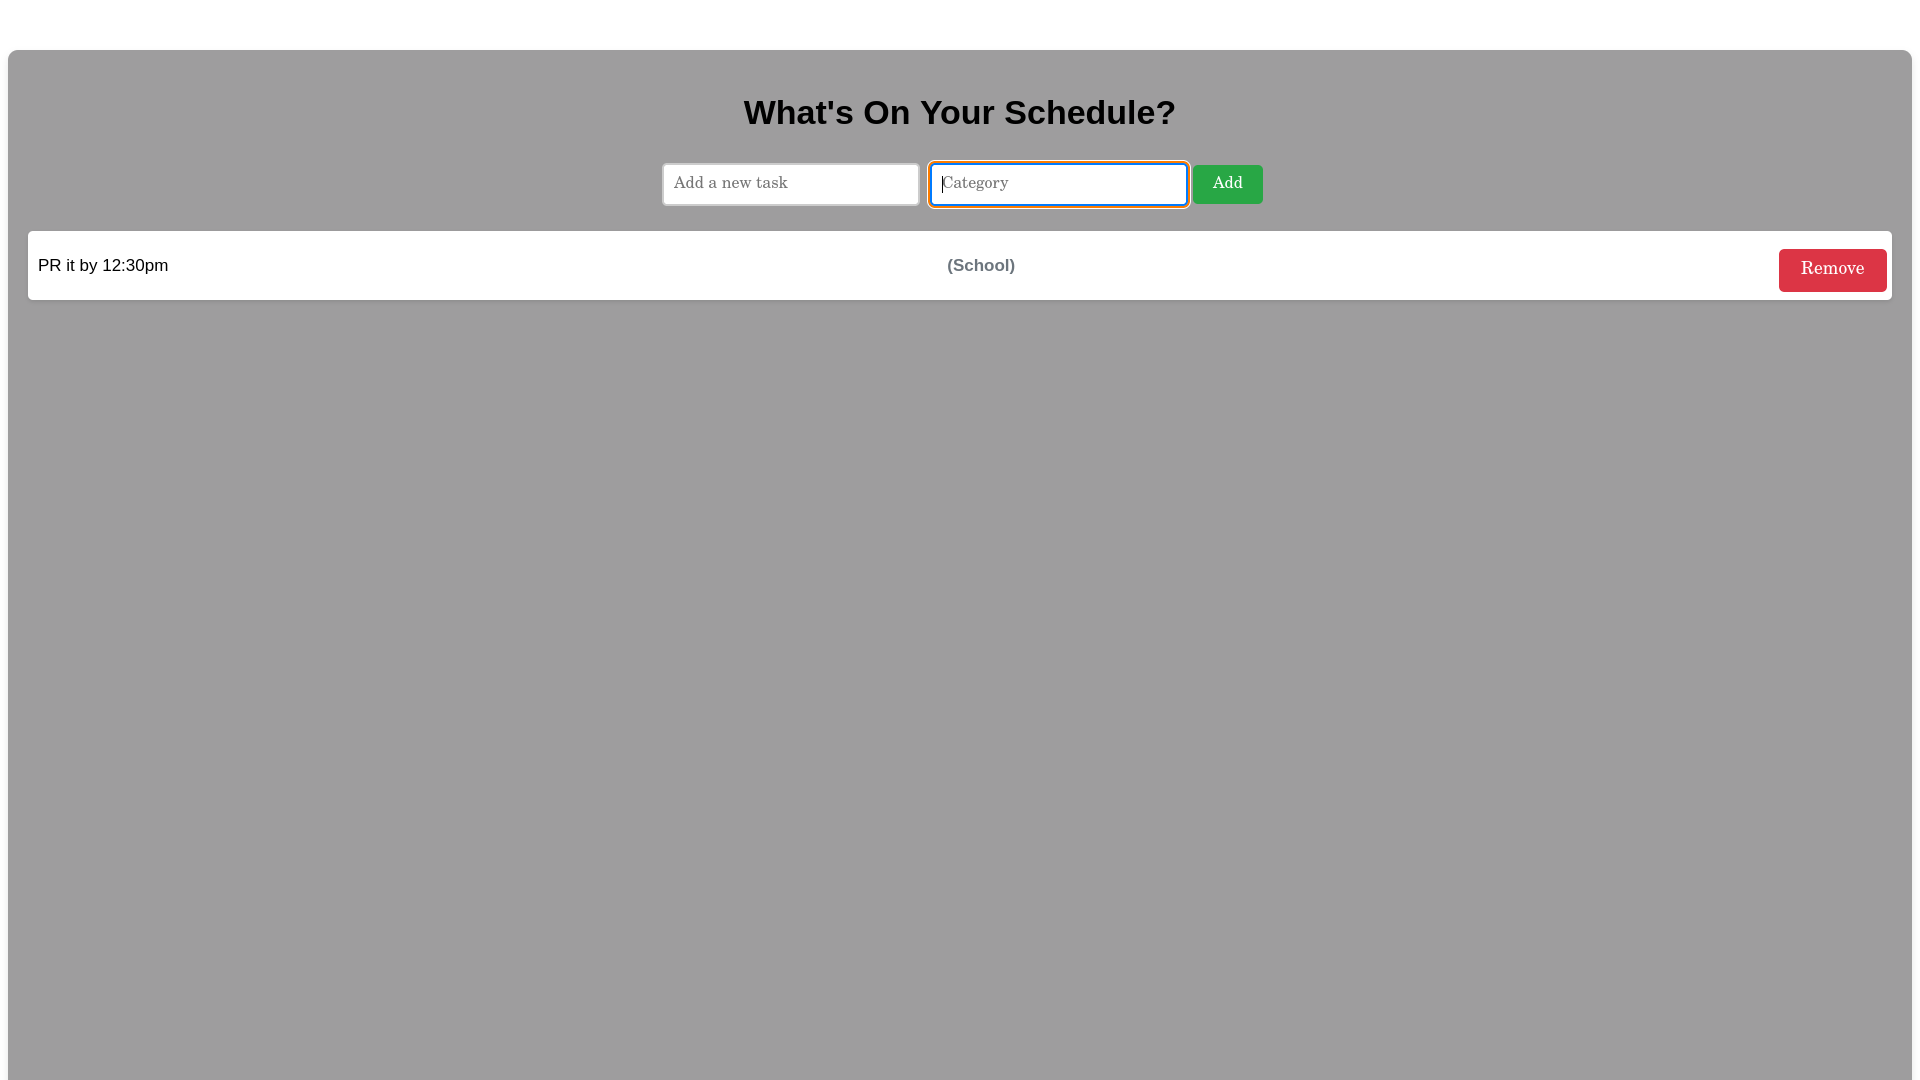 What's On Your Schedule?
Add a new task Category Add
PR it by 12:30pm (School) Remove